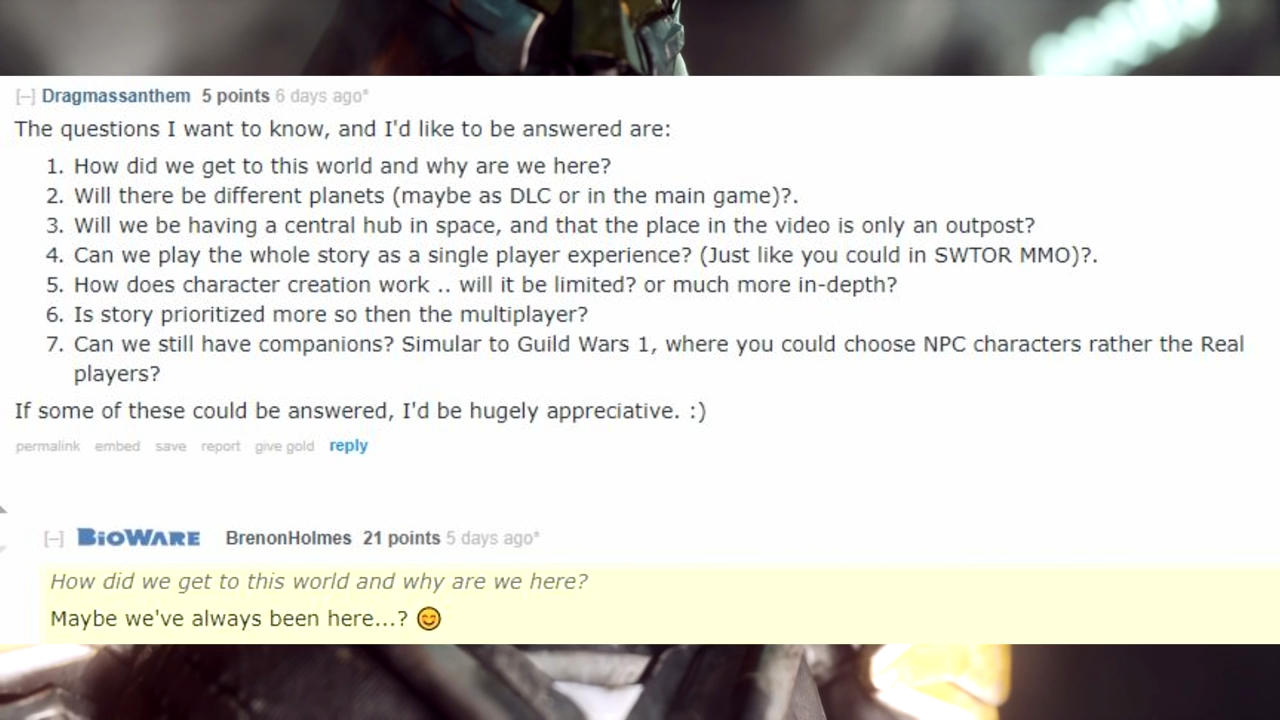 [–] Dragmassanthem 5 points 6 days ago*
The questions I want to know, and I'd like to be answered are:
1. How did we get to this world and why are we here?
2. Will there be different planets (maybe as DLC or in the main game)?.
3. Will we be having a central hub in space, and that the place in the video is only an outpost?
4. Can we play the whole story as a single player experience? (Just like you could in SWTOR MMO)?.
5. How does character creation work .. will it be limited? or much more in-depth?
6. Is story prioritized more so then the multiplayer?
7. Can we still have companions? Simular to Guild Wars 1, where you could choose NPC characters rather the Real
players?
If some of these could be answered, I'd be hugely appreciative. :)
permalink embed save report give gold reply
[–] BIOWARE BrenonHolmes 21 points 5 days ago*
How did we get to this world and why are we here?
Maybe we've always been here...? 😊